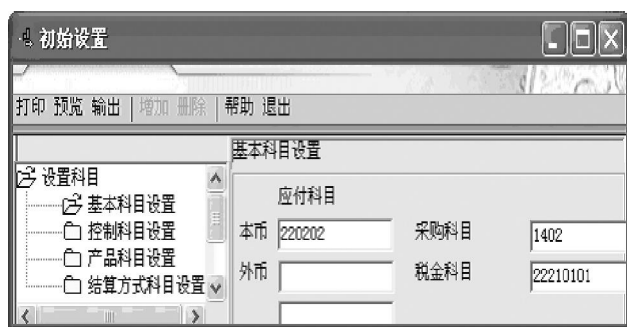 初始设置
打印 预览 输出 增加 删除 帮助 退出
基本科目设置
设置科目
基本科目设置
控制科目设置
产品科目设置
结算方式科目设置
应付科目
本币 220202 采购科目 1402
外币 税金科目 22210101